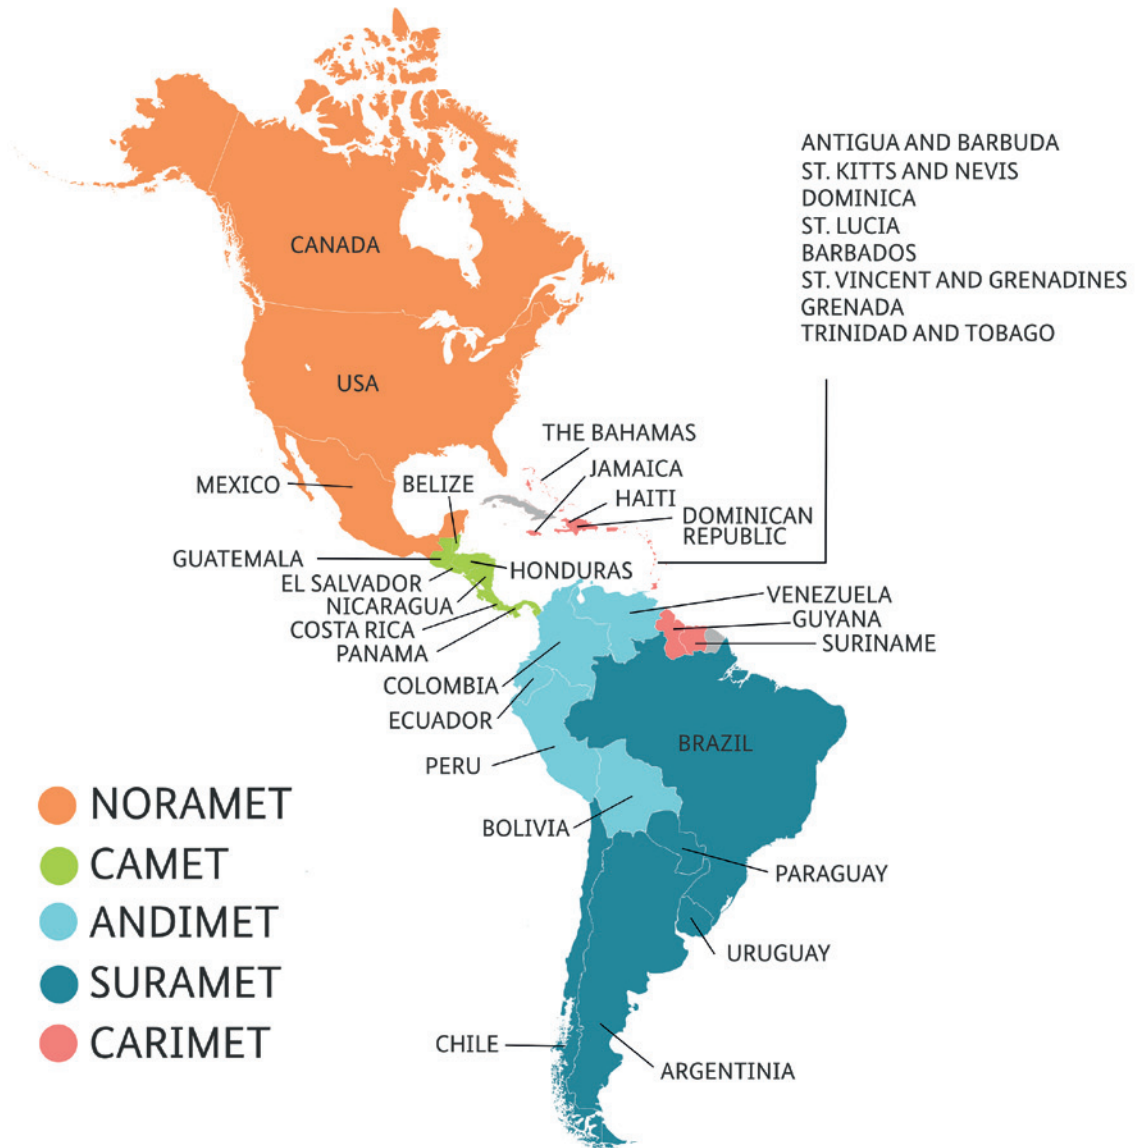 ANTIGUA AND BARBUDA
ST. KITTS AND NEVIS
DOMINICA
ST. LUCIA
BARBADOS
ST. VINCENT AND GRENADINES
GRENADA
TRINIDAD AND TOBAGO
CANADA
USA
THE BAHAMAS
JAMAICA
MEXICO
BELIZE
HAITI
DOMINICAN
REPUBLIC
GUATEMALA
HONDURAS
EL SALVADOR
NICARAGUA
COSTA RICA
PANAMA
VENEZUELA
GUYANA
SURINAME
COLOMBIA
ECUADOR
PERU
BRAZIL
BOLIVIA
PARAGUAY
URUGUAY
CHILE
ARGENTINIA
NORAMET
CAMET
ANDIMET
SURAMET
CARIMET